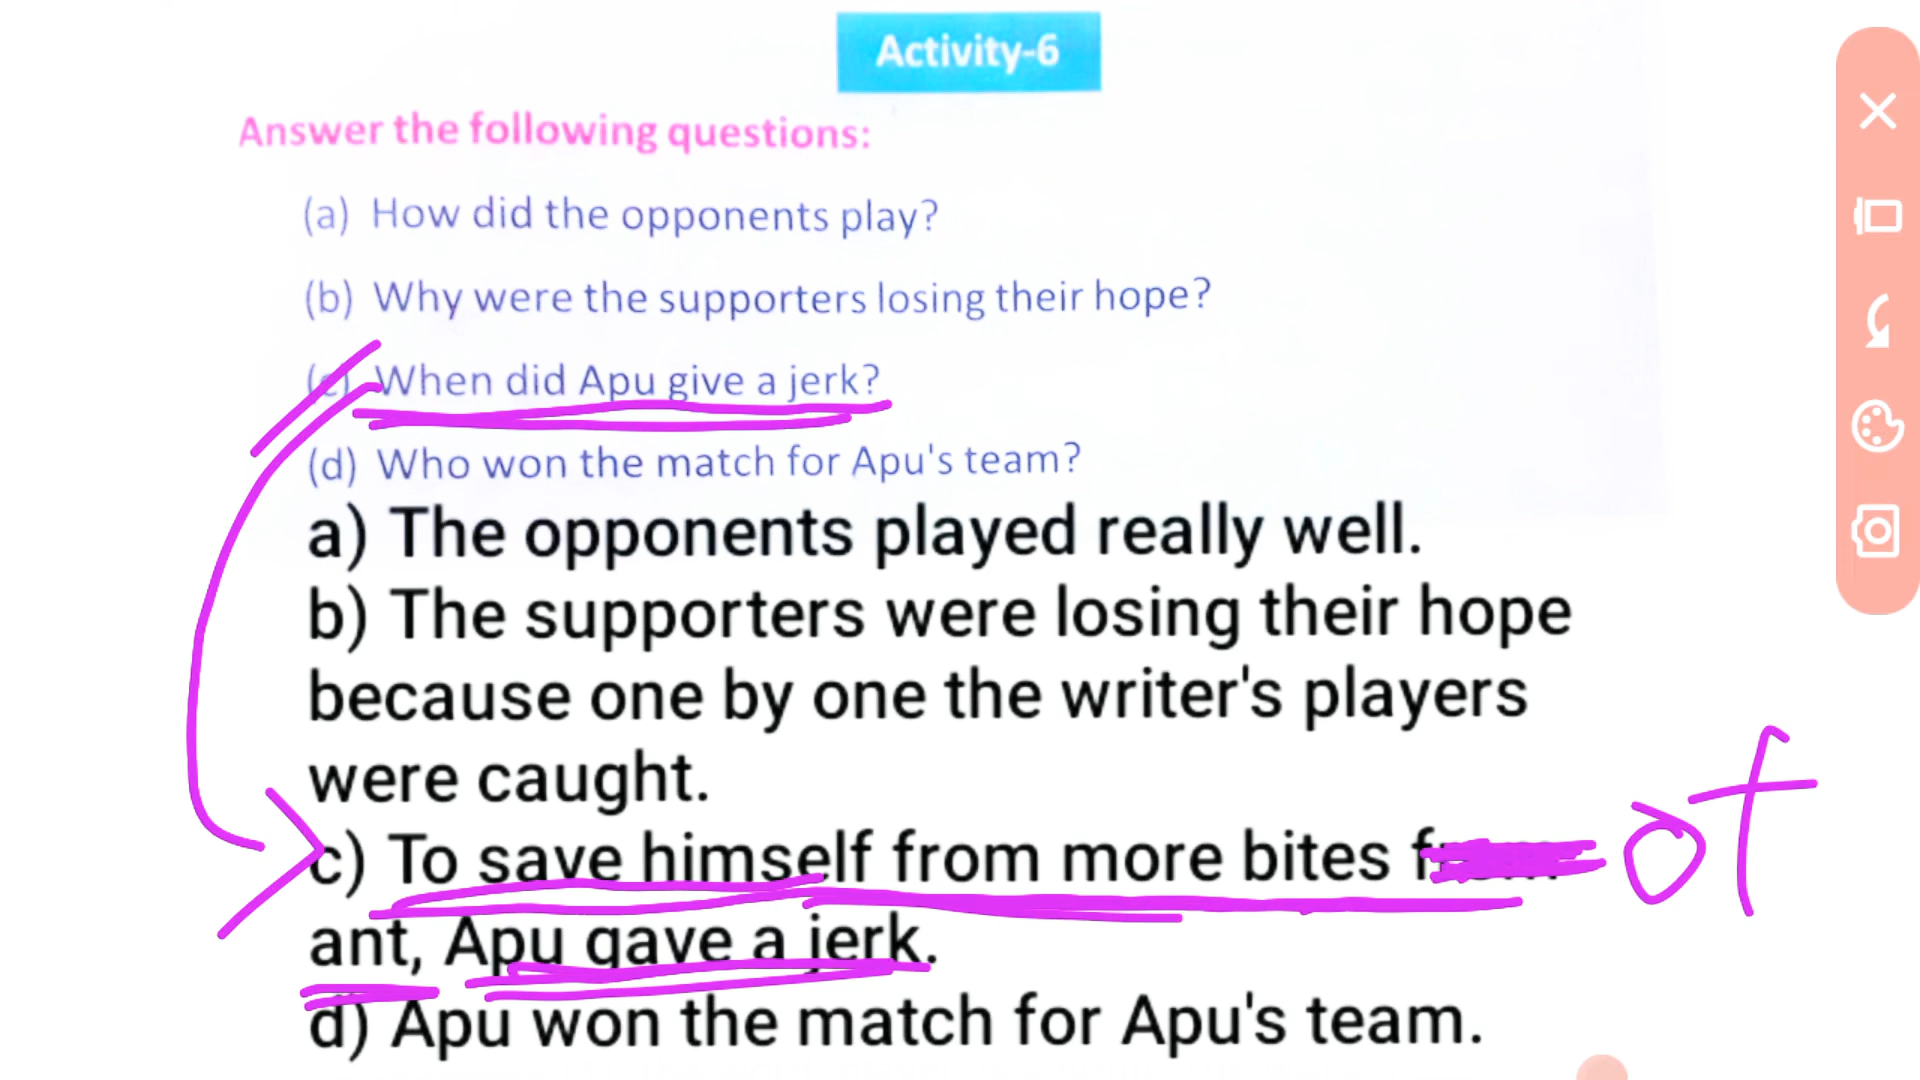 Activity-6
Answer the following questions:
(a) How did the opponents play?
(b) Why were the supporters losing their hope?
(c) When did Apu give a jerk?
(d) Who won the match for Apu's team?
a) The opponents played really well.
b) The supporters were losing their hope
because one by one the writer's players
were caught.
c) To save himself from more bites from of
ant, Apu gave a jerk.
d) Apu won the match for Apu's team.